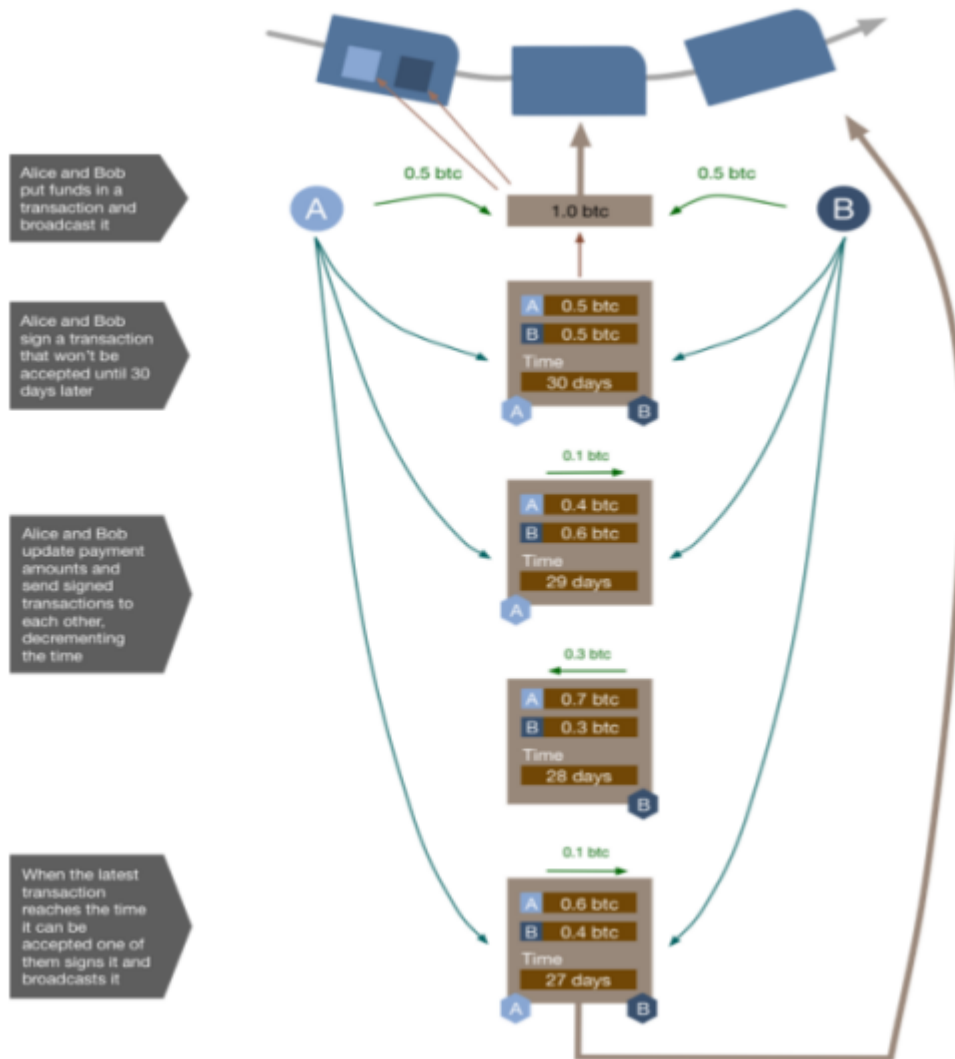 Alice and Bob
put funds in a
transaction and
broadcast it
0.5 btc
0.5 btc
A
1.0 btc
B
Alice and Bob
sign a transaction
that won't be
accepted until 30
days later
A 0.5 btc
B 0.5 btc
Time
30 days
A B
0.1 btc
Alice and Bob
update payment
amounts and
send signed
transactions to
each other,
decrementing
the time
A 0.4 btc
B 0.6 btc
Time
29 days
A
0.3 btc
A 0.7 btc
B 0.3 btc
Time
28 days
B
0.1 btc
When the latest
transaction
reaches the time
it can be
accepted one of
them signs it and
broadcasts it
A 0.6 btc
B 0.4 btc
Time
27 days
A B